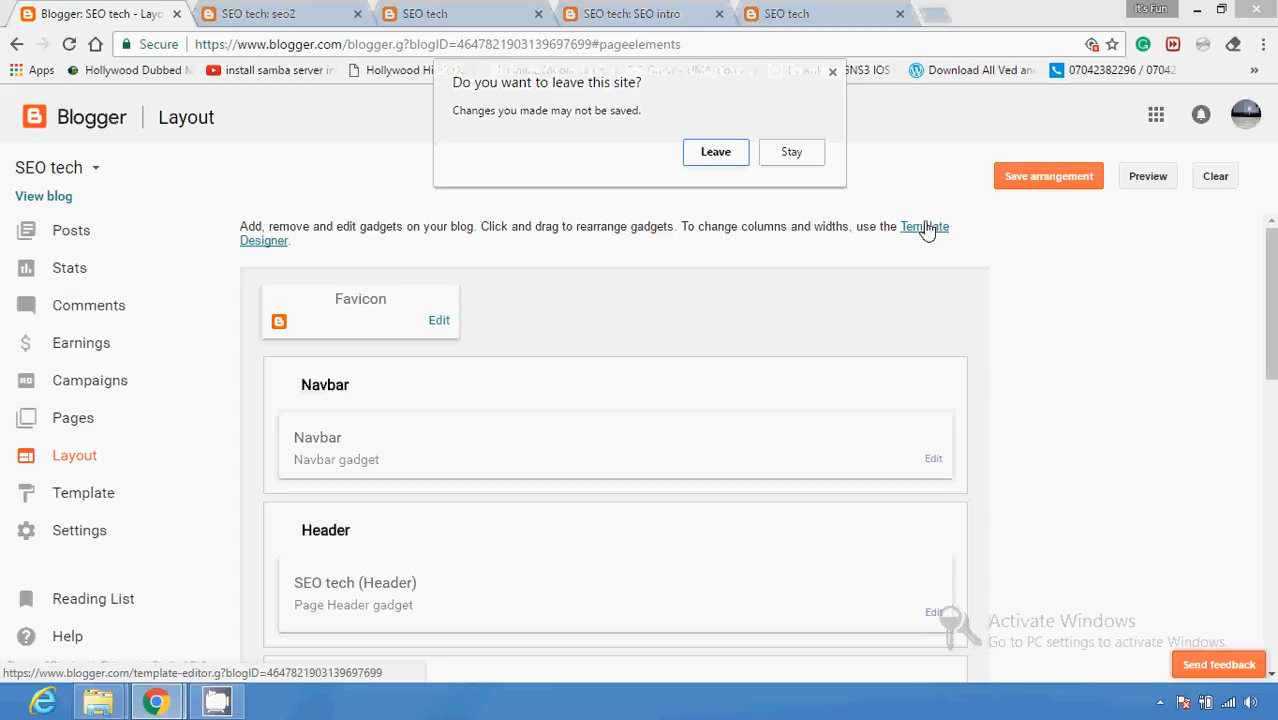 Blogger: SEO tech - Layo
SEO tech: seo2
SEO tech
SEO tech: SEO intro
SEO tech
It's Fun
Secure
https://www.blogger.com/blogger.g?blogID=4647821903139697699#pageelements
Apps
Hollywood Dubbed M
install samba server in
Hollywood Hi
GNS3 IOS
Download All Ved an
07042382296 / 0704
Do you want to leave this site?
Changes you made may not be saved.
Leave
Stay
Blogger
Layout
SEO tech
View blog
Save arrangement
Preview
Clear
Posts
Stats
Comments
Earnings
Campaigns
Pages
Layout
Template
Settings
Reading List
Help
Add, remove and edit gadgets on your blog. Click and drag to rearrange gadgets. To change columns and widths, use the Template
Designer.
Favicon
Edit
Navbar
Navbar
Navbar gadget
Edit
Header
SEO tech (Header)
Page Header gadget
Edit
Activate Windows
Go to PC settings to activate Windows.
Send feedback
https://www.blogger.com/template-editor.g?blogID=4647821903139697699